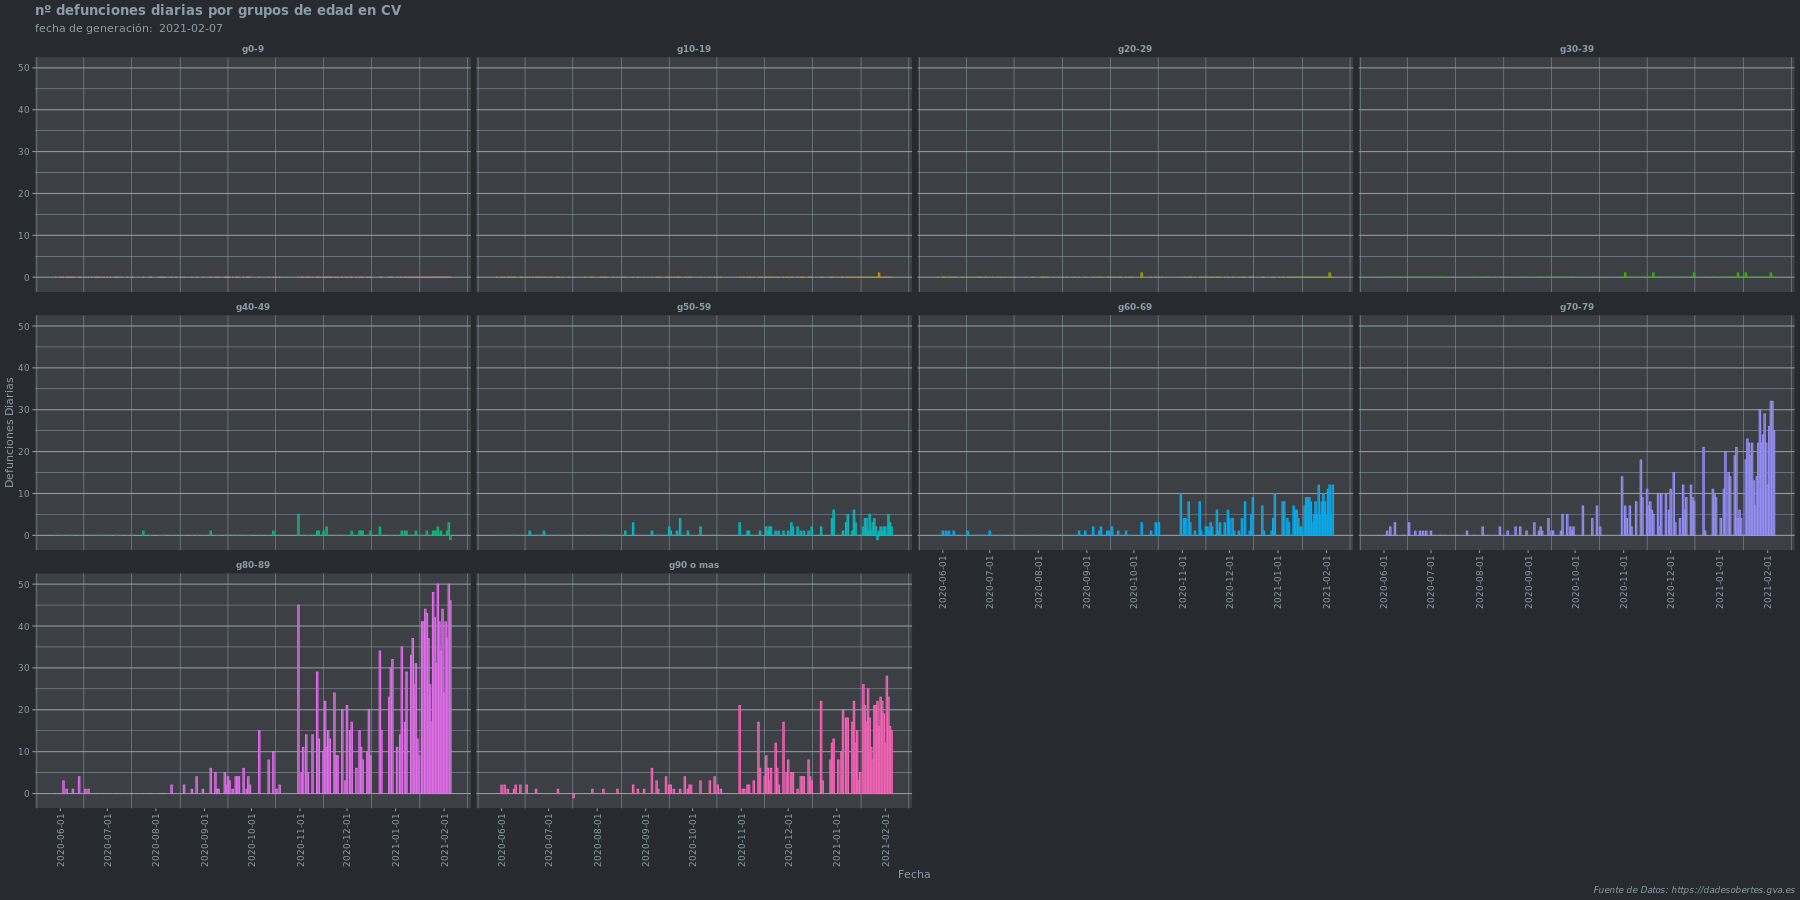 nº defunciones diarias por grupos de edad en CV
fecha de generación: 2021-02-07
g0-9 g10-19 g20-29 g30-39
50
40
30
20
10
0
g40-49 g50-59 g60-69 g70-79
50
40
30
20
10
0
Defunciones Diarias
2020-06-01 2020-07-01 2020-08-01 2020-09-01 2020-10-01 2020-11-01 2020-12-01 2021-01-01 2021-02-01 2020-06-01 2020-07-01 2020-08-01 2020-09-01 2020-10-01 2020-11-01 2020-12-01 2021-01-01 2021-02-01
g80-89 g90 o mas
50
40
30
20
10
0
2020-06-01 2020-07-01 2020-08-01 2020-09-01 2020-10-01 2020-11-01 2020-12-01 2021-01-01 2021-02-01 2020-06-01 2020-07-01 2020-08-01 2020-09-01 2020-10-01 2020-11-01 2020-12-01 2021-01-01 2021-02-01
Fecha
Fuente de Datos: https://dadesobertes.gva.es